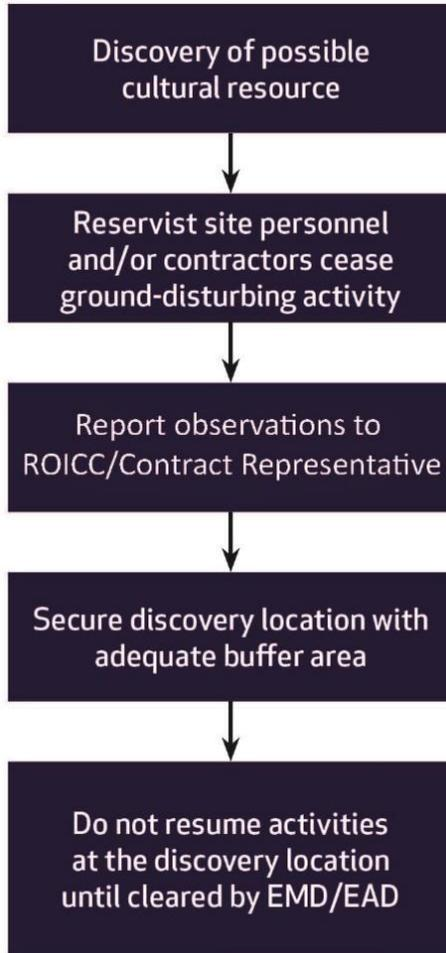 Discovery of possible
cultural resource
Reservist site personnel
and/or contractors cease
ground-disturbing activity
Report observations to
ROICC/Contract Representative
Secure discovery location with
adequate buffer area
Do not resume activities
at the discovery location
until cleared by EMD/EAD